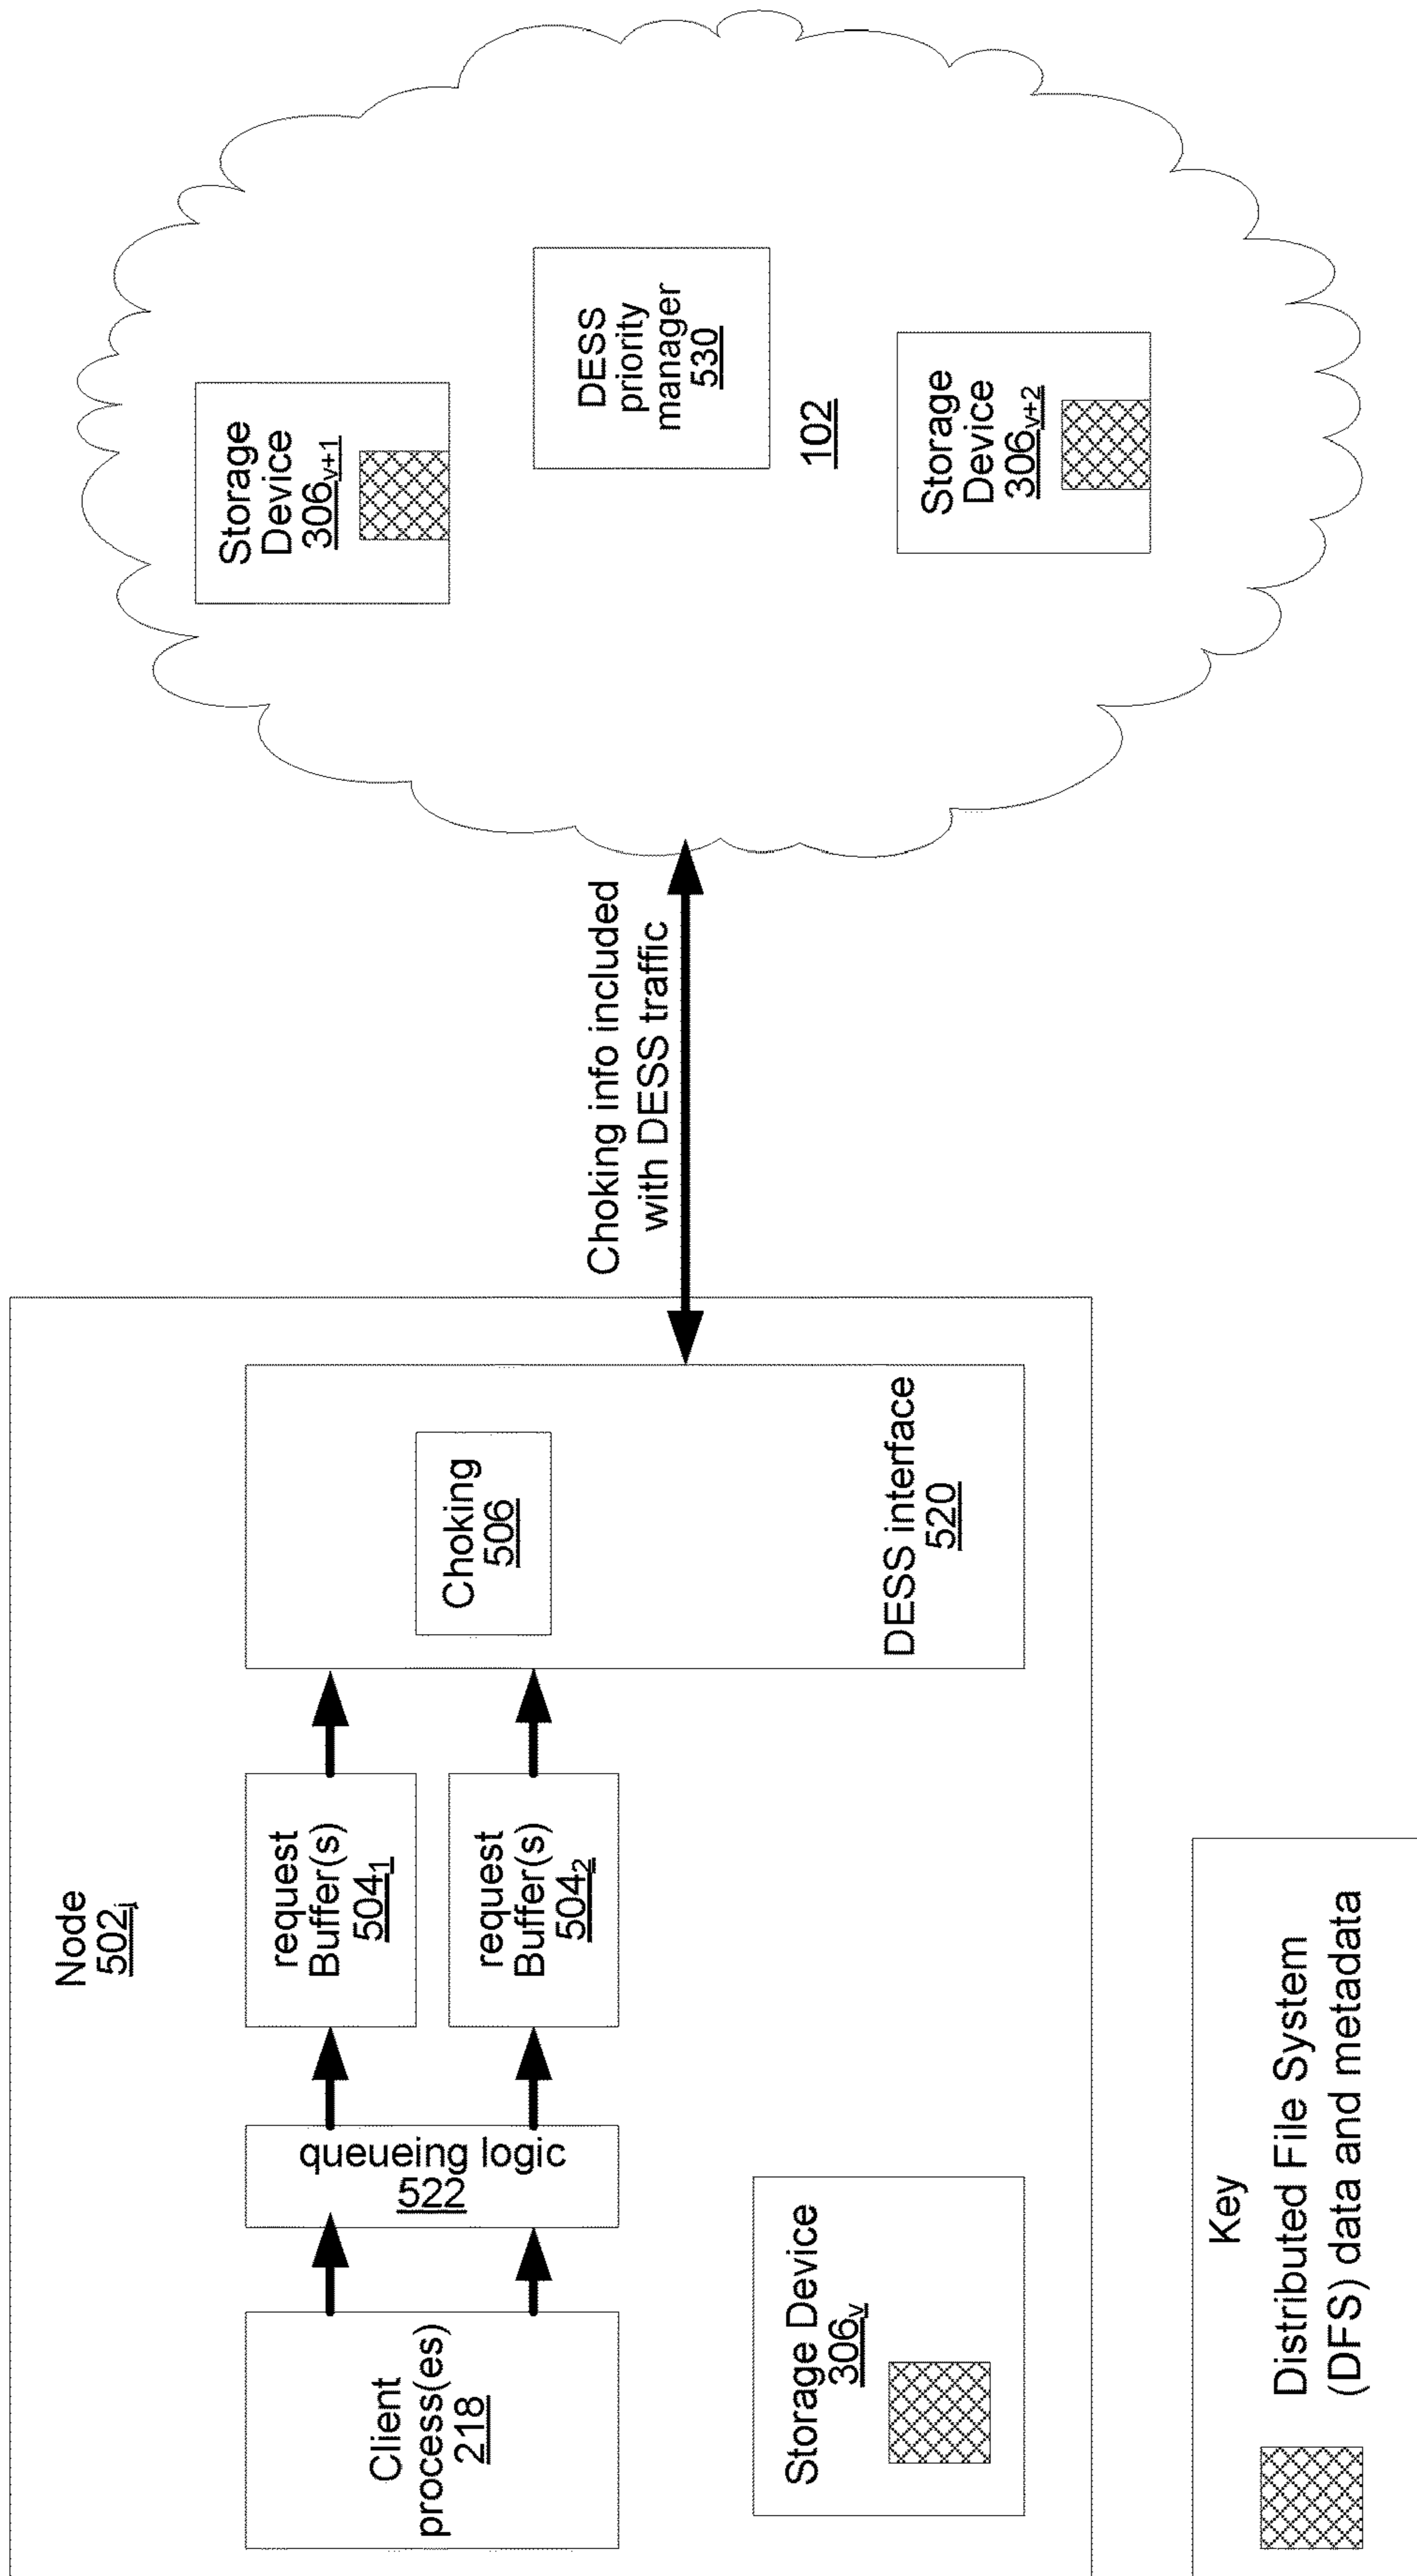 Node
502j
Client
process(es)
218
queueing logic
522
request
Buffer(s)
5041
request
Buffer(s)
5042
Choking
506
DESS interface
520
Storage Device
306v
Choking info included
with DESS traffic
Storage
Device
306v+1
DESS
priority
manager
530
102
Storage
Device
306v+2
Key
Distributed File System
(DFS) data and metadata